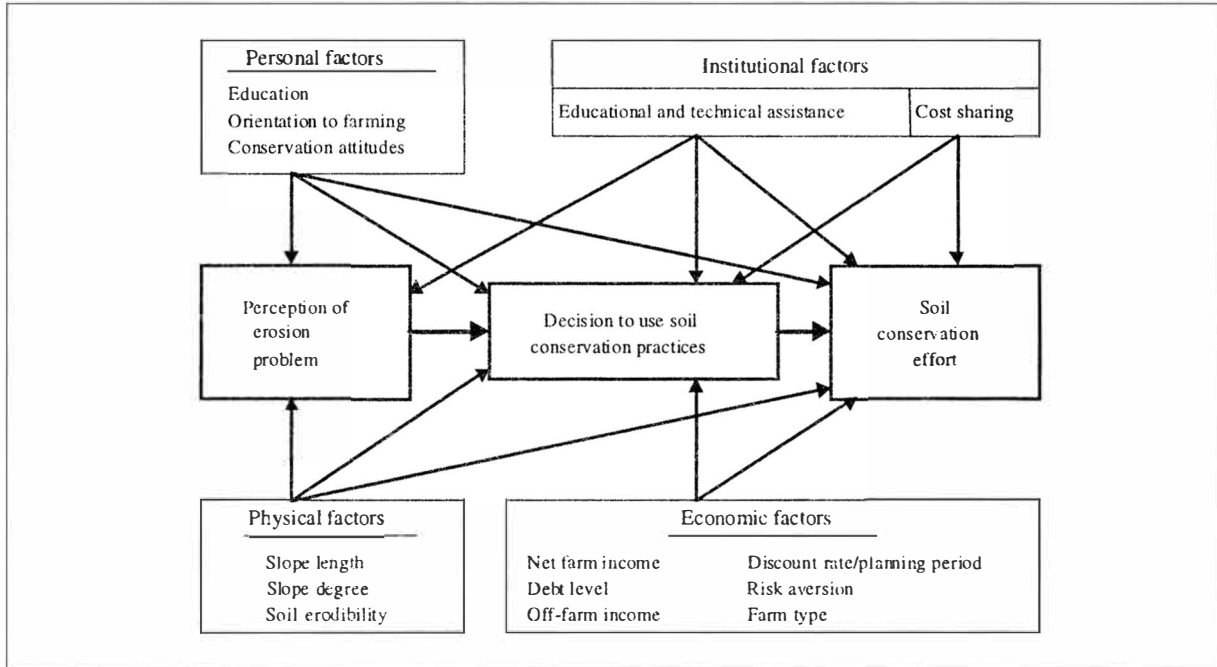 Personal factors
Education
Orientation to farming
Conservation attitudes
Institutional factors
Educational and technical assistance
Cost sharing
Perception of
erosion
problem
Decision to use soil
conservation practices
Soil
conservation
effort
Physical factors
Slope length
Slope degree
Soil erodibility
Economic factors
Net farm income
Debt level
Off-farm income
Discount rate/planning period
Risk aversion
Farm type